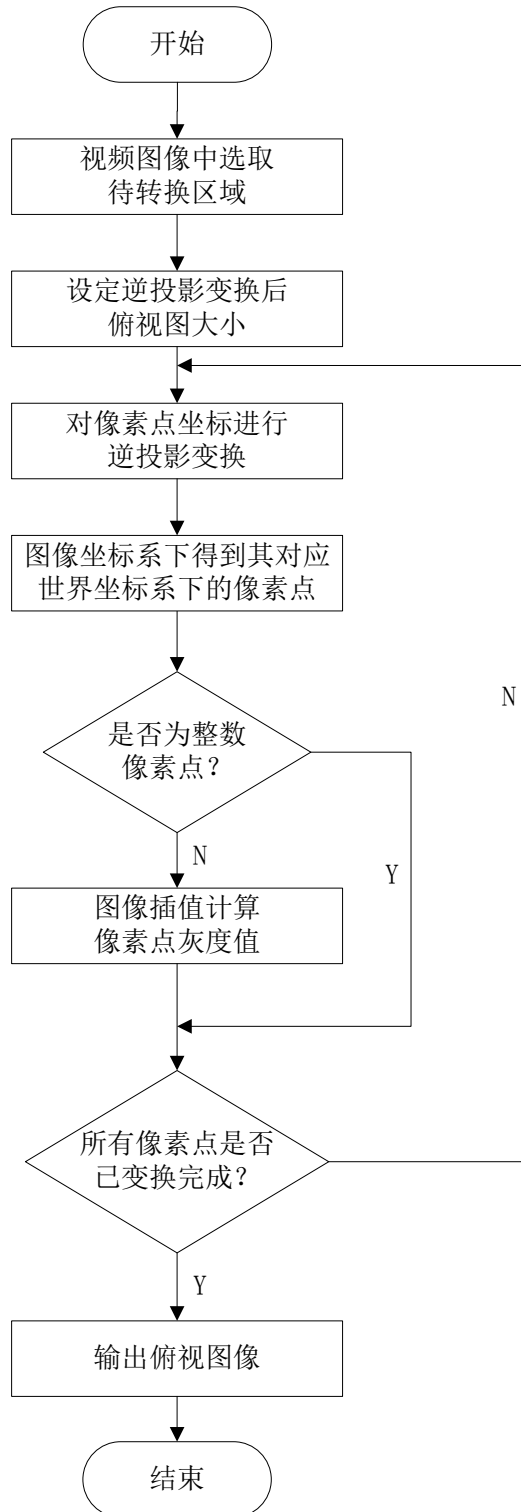 开始
视频图像中选取
待转换区域
设定逆投影变换后
俯视图大小
对像素点坐标进行
逆投影变换
图像坐标系下得到其对应
世界坐标系下的像素点
N
是否为整数
像素点？
N
Y
图像插值计算
像素点灰度值
所有像素点是否
已变换完成？
Y
输出俯视图像
结束